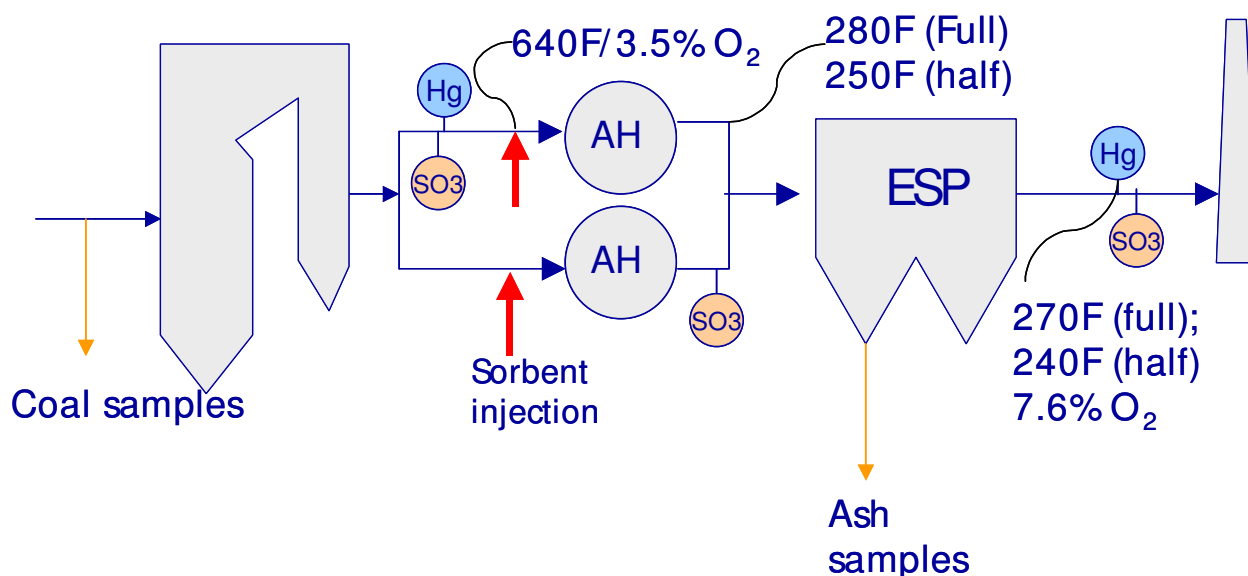 640F/3.5% O₂
280F (Full)
250F (half)
Hg
AH
SO3
ESP
Hg
SO3
AH
SO3
Sorbent
injection
Coal samples
270F (full);
240F (half)
7.6% O₂
Ash
samples